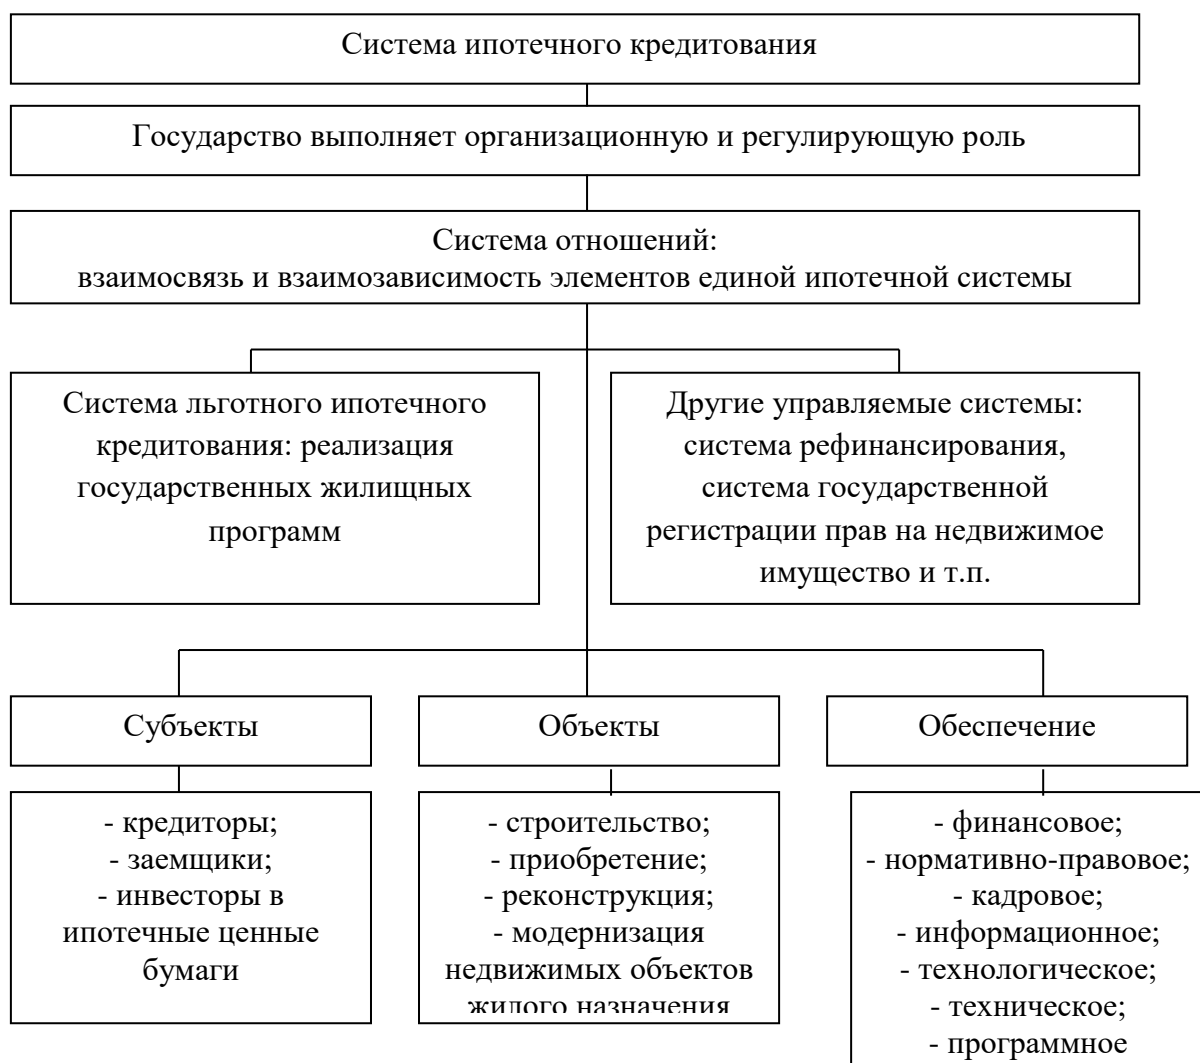 Система ипотечного кредитования
Государство выполняет организационную и регулирующую роль
Система отношений:
взаимосвязь и взаимозависимость элементов единой ипотечной системы
Система льготного ипотечного
кредитования: реализация
государственных жилищных
программ
Другие управляемые системы:
система рефинансирования,
система государственной
регистрации прав на недвижимое
имущество и т.п.
Субъекты
Объекты
Обеспечение
- кредиторы;
- заемщики;
- инвесторы в
ипотечные ценные
бумаги
- строительство;
- приобретение;
- реконструкция;
- модернизация
недвижимых объектов
жилого назначения
- финансовое;
- нормативно-правовое;
- кадровое;
- информационное;
- технологическое;
- техническое;
- программное